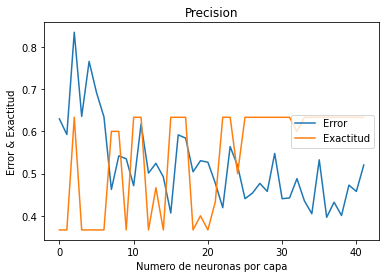 Precision
Error & Exactitud
0.8
0.7
0.6
0.5
0.4
Error
Exactitud
0 10 20 30 40
Numero de neuronas por capa